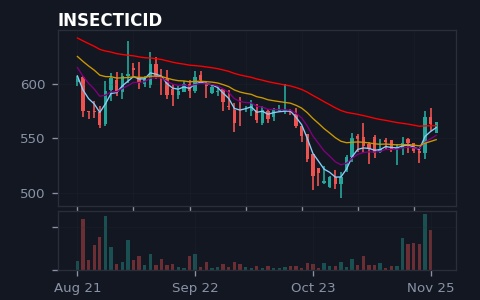 INSECTICID
600
550
500
Aug 21
Sep 22
Oct 23
Nov 25